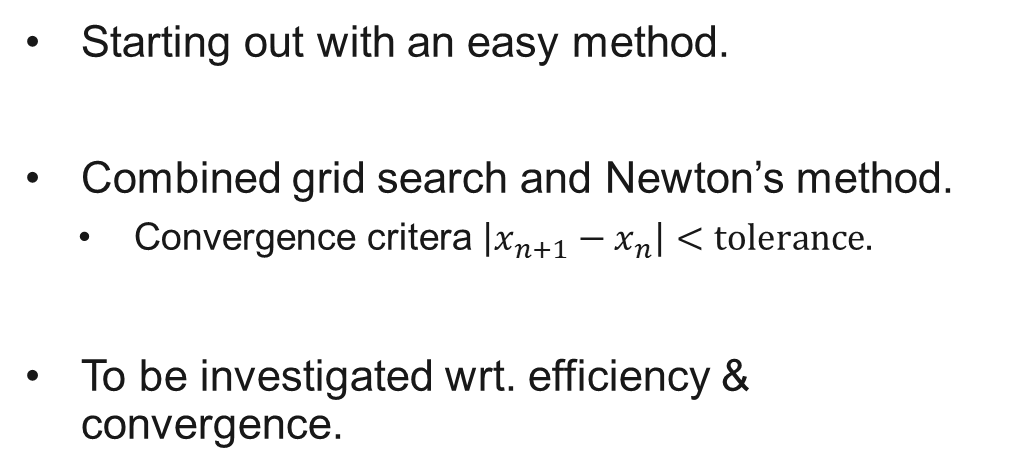 • Starting out with an easy method.
• Combined grid search and Newton’s method.
• Convergence critera |xₙ₊₁ − xₙ| < tolerance.
• To be investigated wrt. efficiency &
convergence.